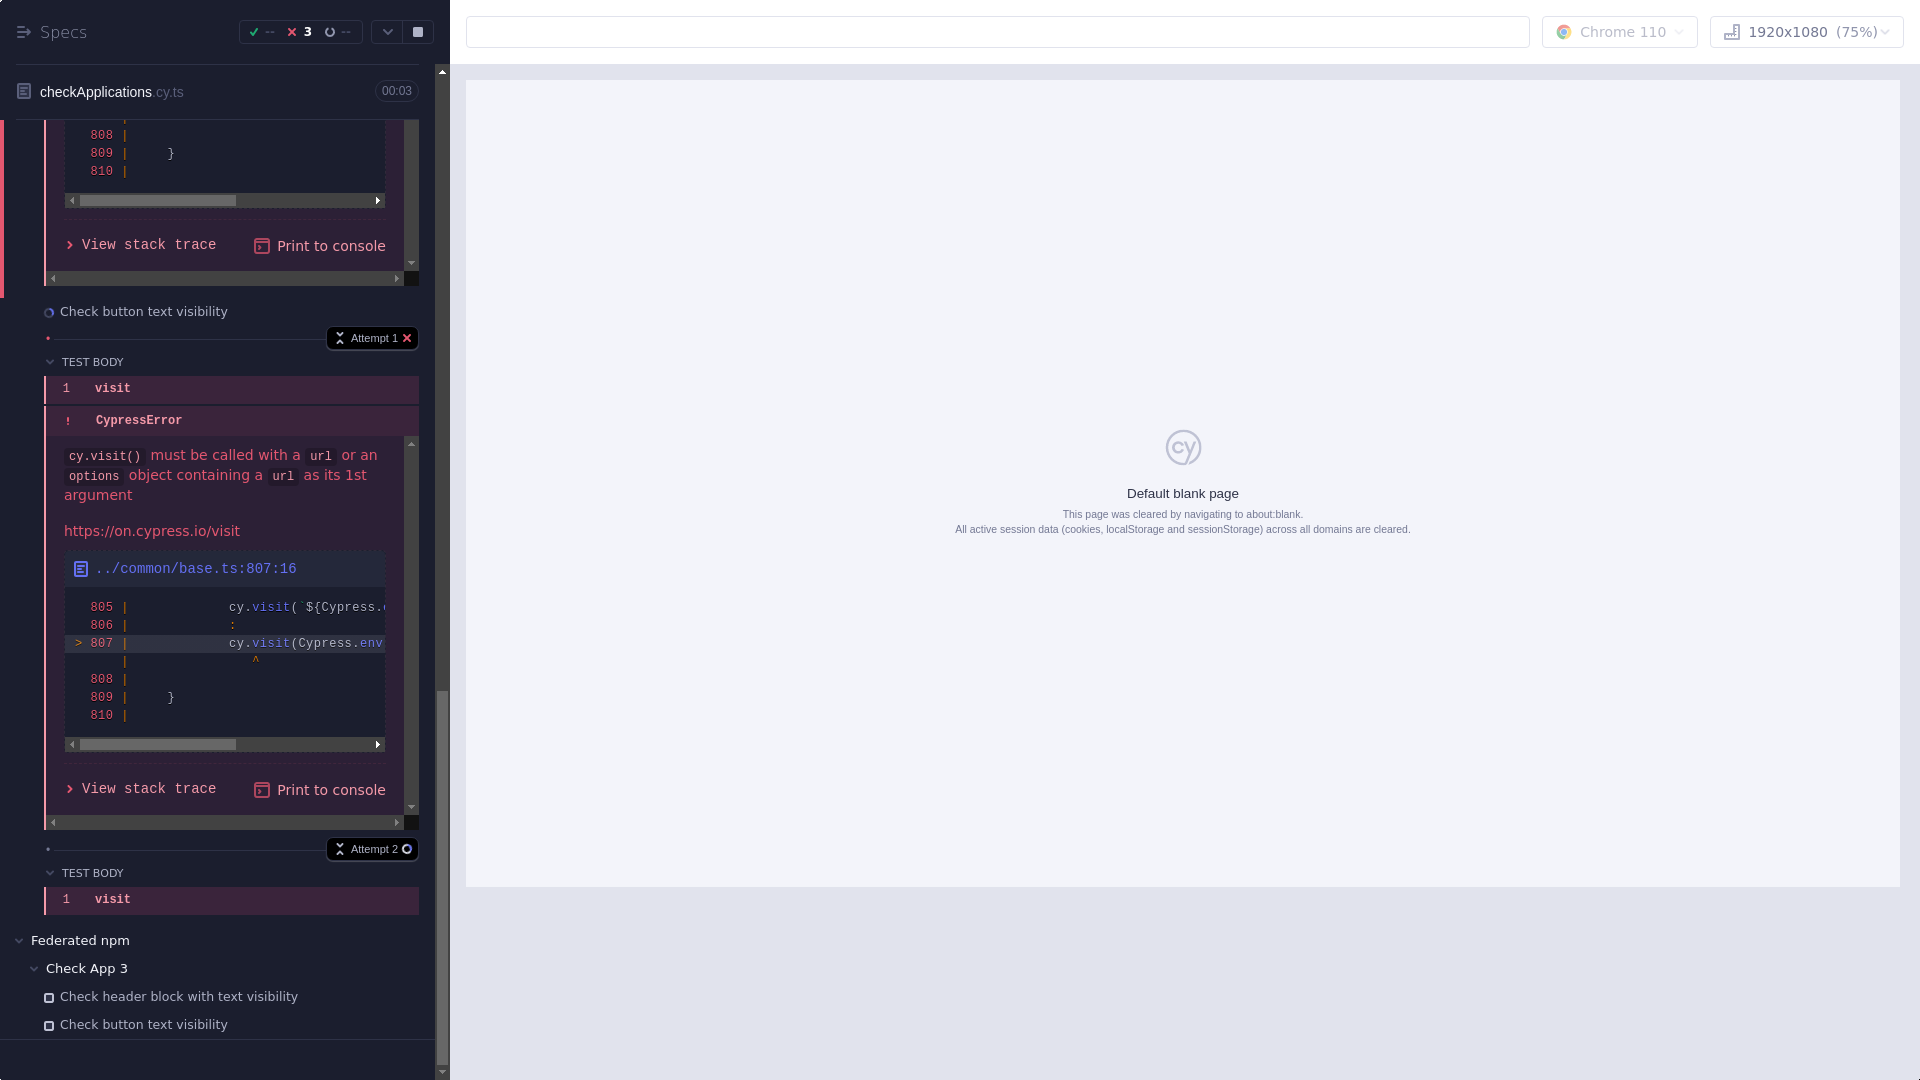 Specs
-- 3 --
Chrome 110
1920x1080 (75%)
checkApplications.cy.ts
00:03
808 |
809 | }
810 |
View stack trace
Print to console
Check button text visibility
Attempt 1
TEST BODY
1 visit
! CypressError
cy.visit() must be called with a url or an
options object containing a url as its 1st
argument
https://on.cypress.io/visit
../common/base.ts:807:16
805 | cy.visit(`${Cypress.
806 | :
> 807 | cy.visit(Cypress.env
| ^
808 |
809 | }
810 |
View stack trace
Print to console
Attempt 2
TEST BODY
1 visit
Federated npm
Check App 3
Check header block with text visibility
Check button text visibility
cy
Default blank page
This page was cleared by navigating to about:blank.
All active session data (cookies, localStorage and sessionStorage) across all domains are cleared.